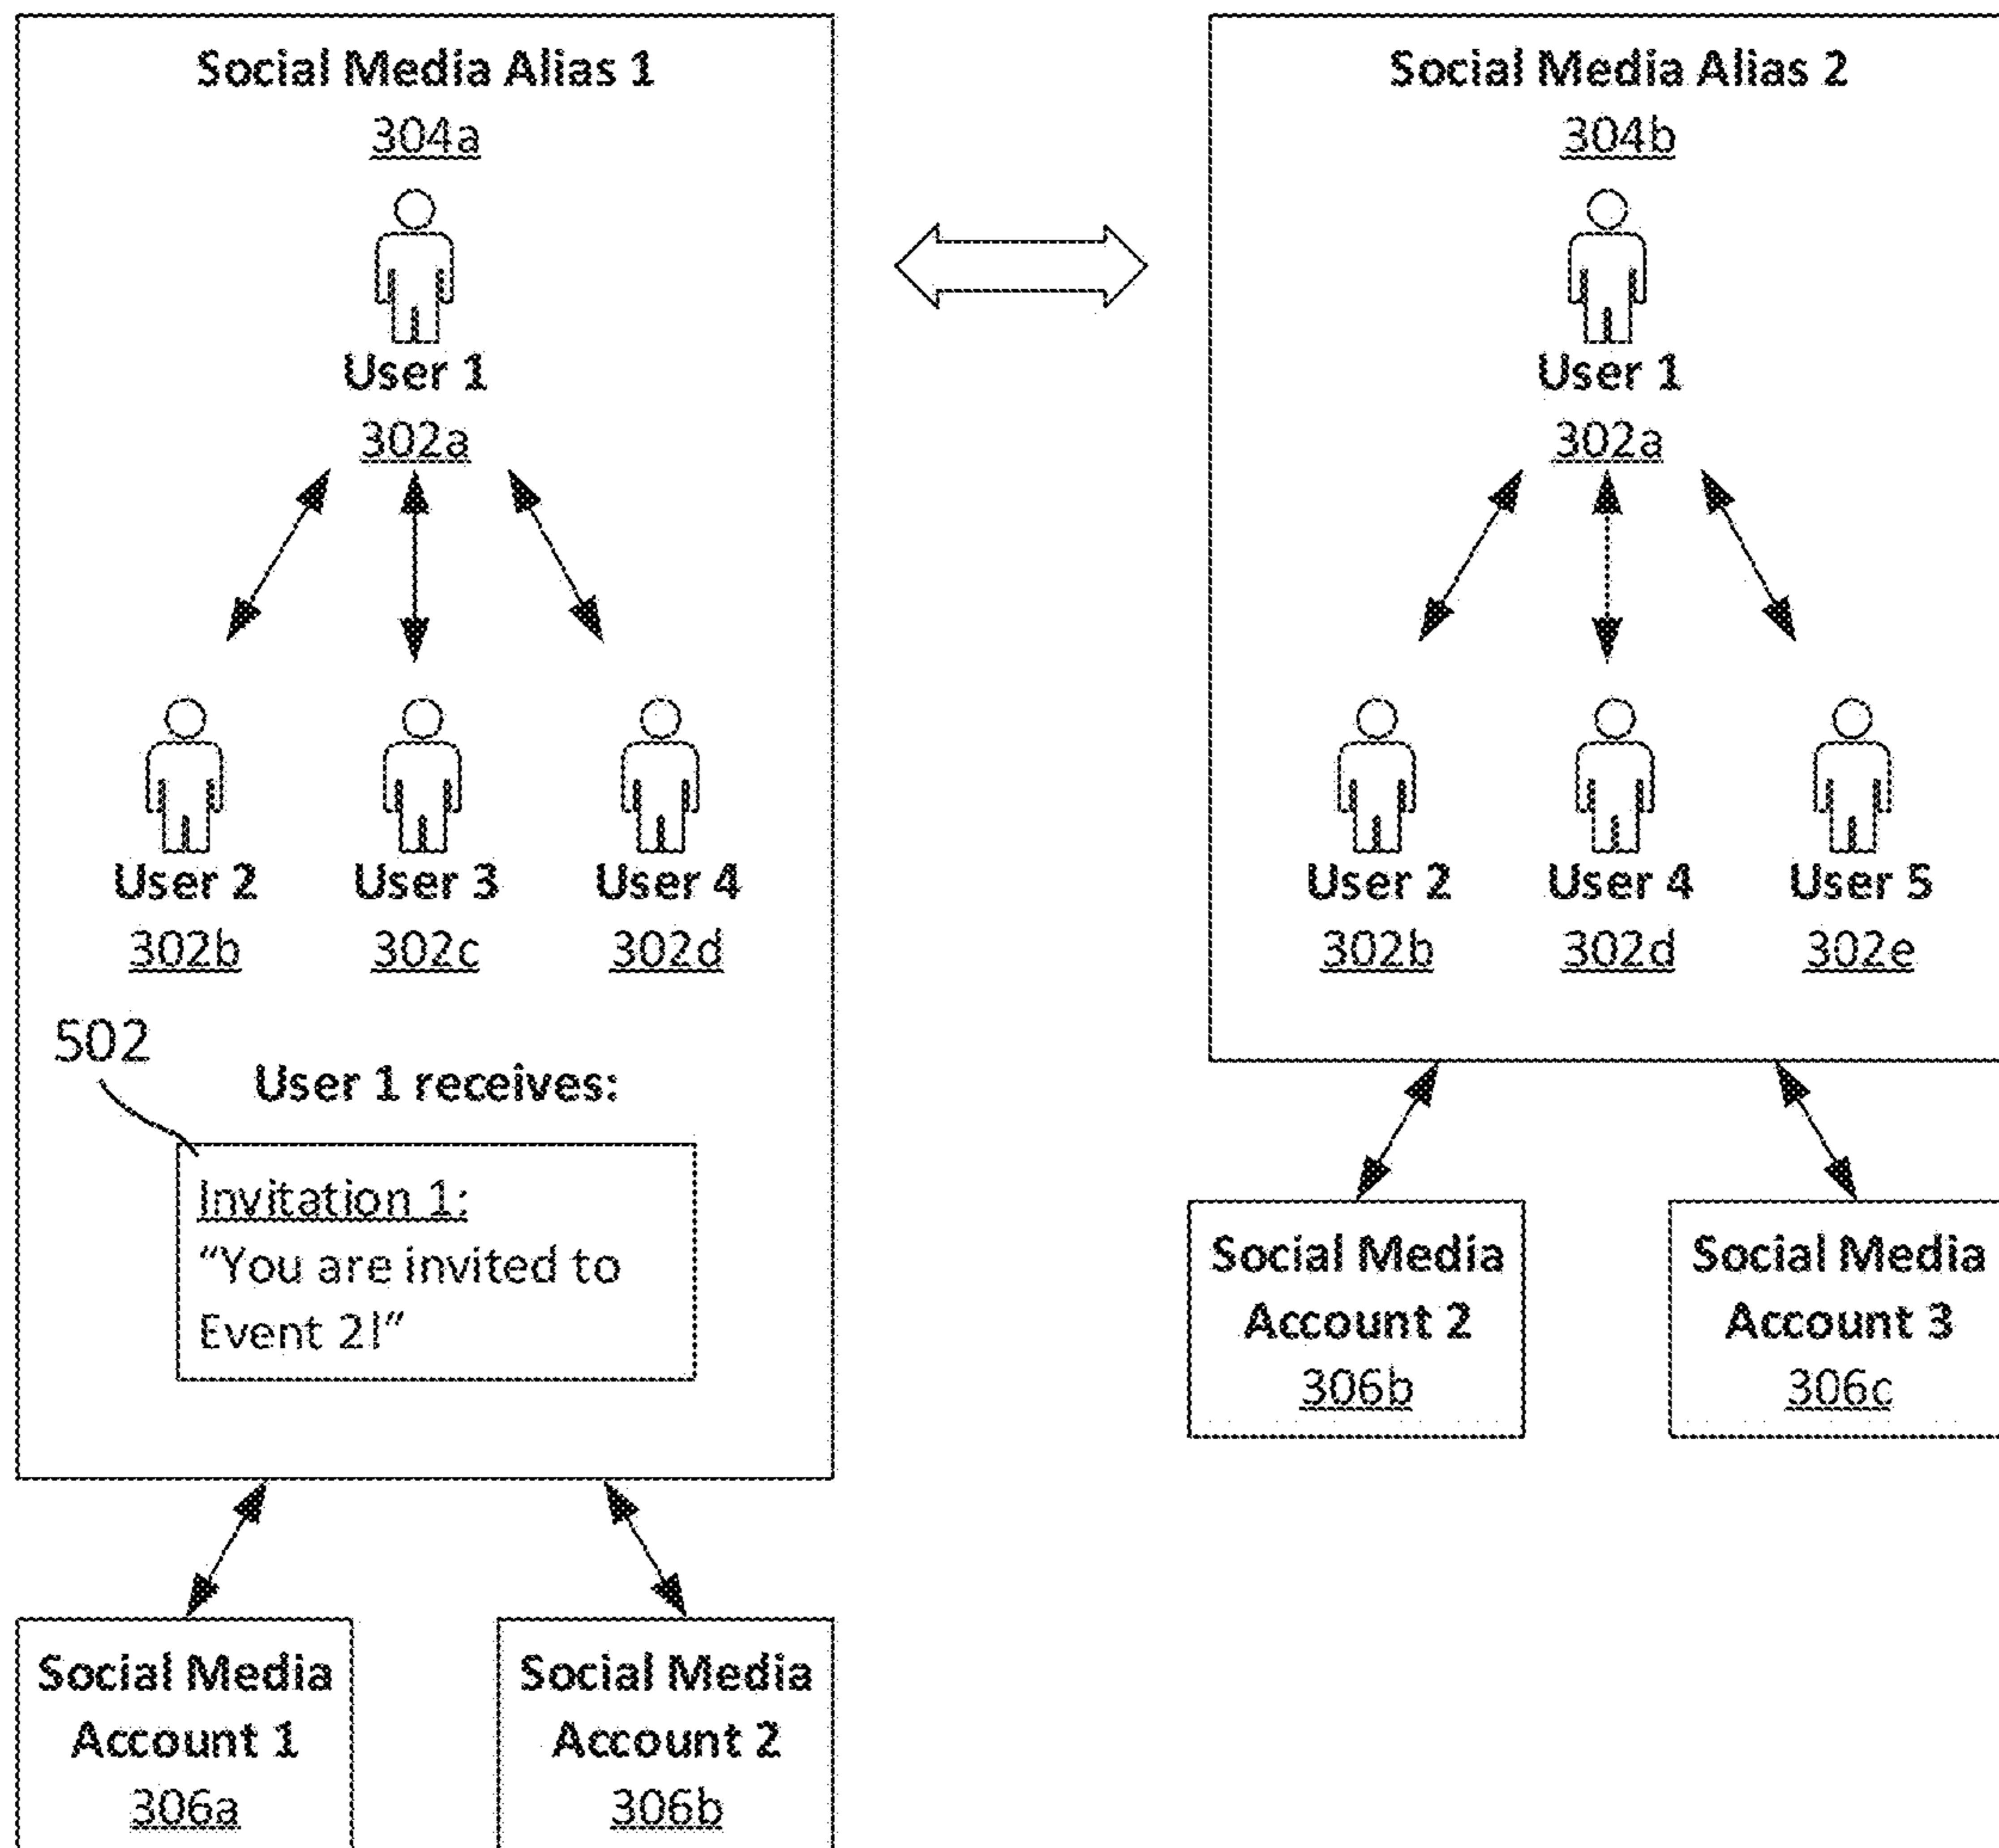 Social Media Alias 1
304a
User 1
302a
User 2
302b
User 3
302c
User 4
302d
502
User 1 receives:
Invitation 1:
“You are invited to
Event 2!“
Social Media
Account 1
306a
Social Media
Account 2
306b
Social Media Alias 2
304b
User 1
302a
User 2
302b
User 4
302d
User 5
302e
Social Media
Account 2
306b
Social Media
Account 3
306c